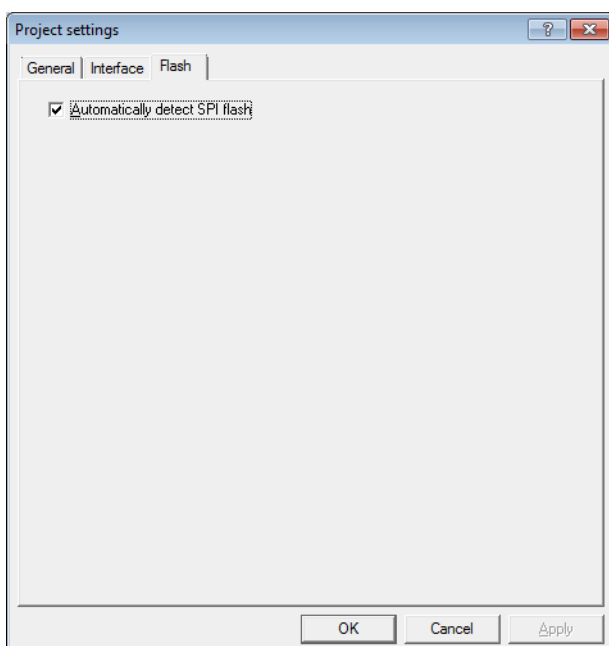 Project settings
General Interface Flash
Automatically detect SPI flash
OK Cancel Apply